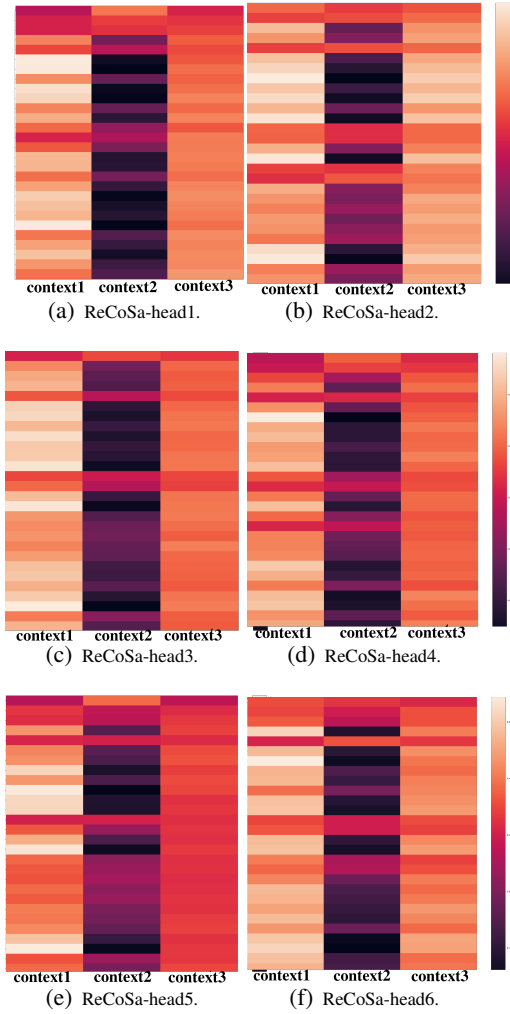 context1 context2 context3
(a) ReCoSa-head1.
context1 context2 context3
(b) ReCoSa-head2.
context1 context2 context3
(c) ReCoSa-head3.
context1 context2 context3
(d) ReCoSa-head4.
context1 context2 context3
(e) ReCoSa-head5.
context1 context2 context3
(f) ReCoSa-head6.